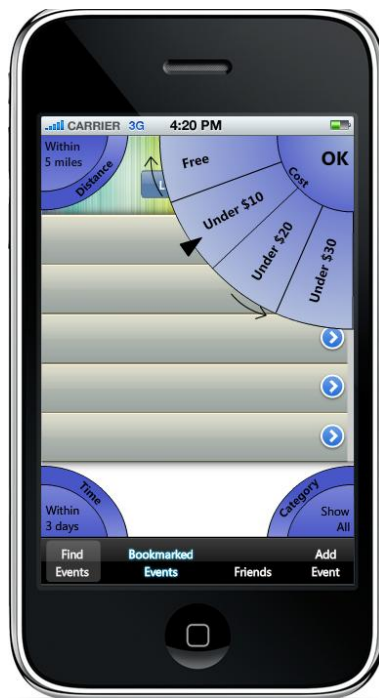 CARRIER 3G 4:20 PM
Within
5 miles
Distance
Free
Under $10
Under $20
Under $30
Cost
OK
L
Time
Within
3 days
Category
Show
All
Find
Events
Bookmarked
Events
Friends
Add
Event